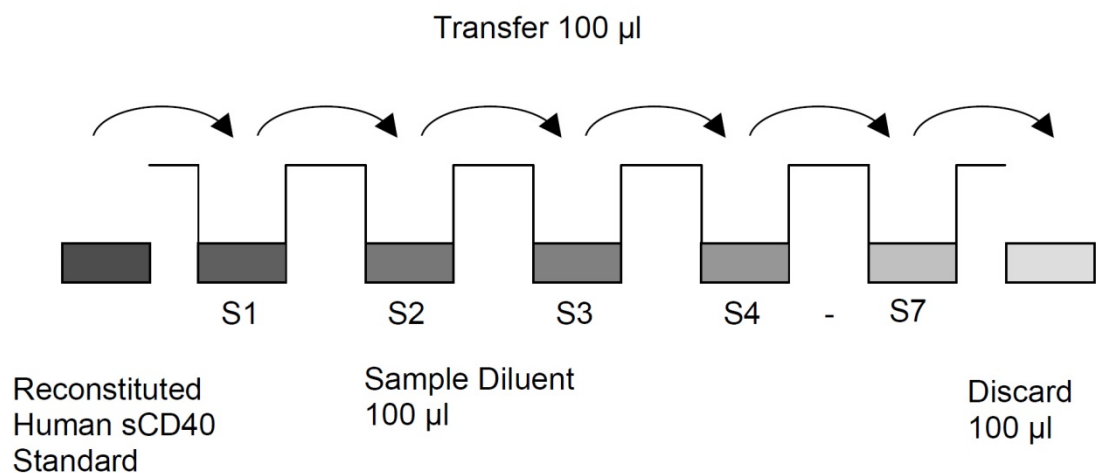 Transfer 100 µl
S1 S2 S3 S4 - S7
Reconstituted
Human sCD40
Standard
Sample Diluent
100 µl
Discard
100 µl